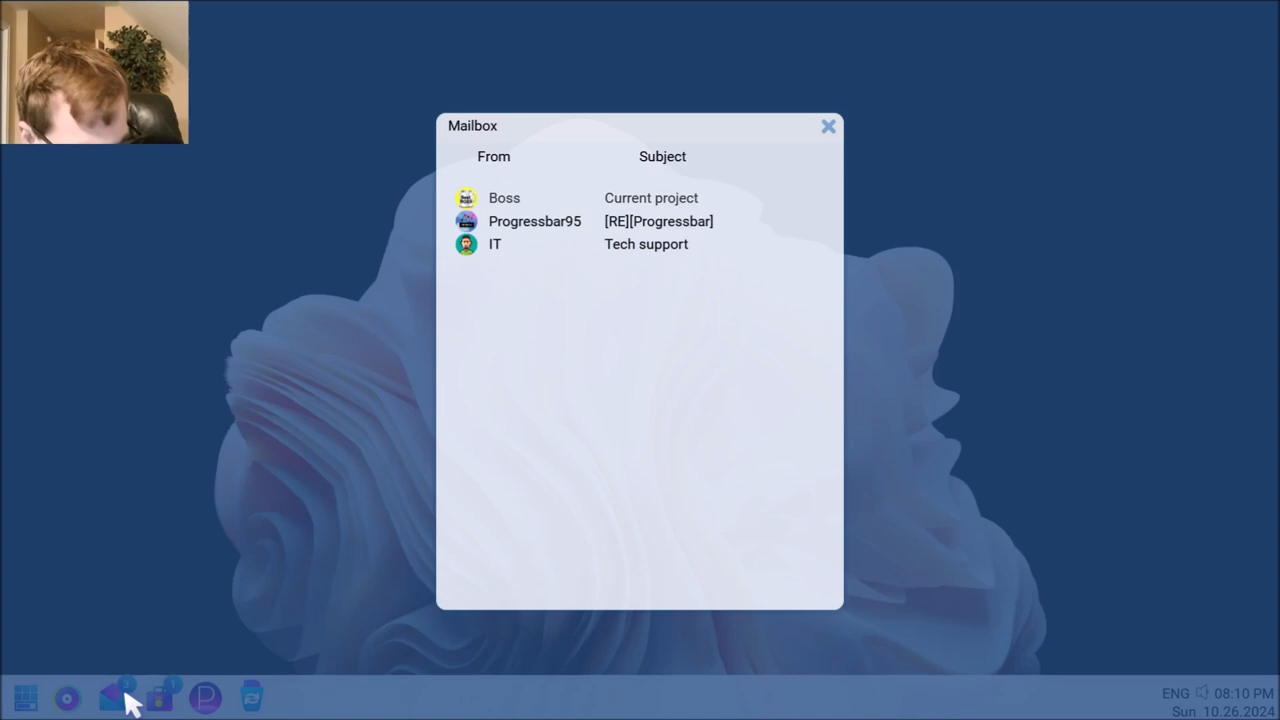 Mailbox
From Subject
Boss Current project
Progressbar95 [RE][Progressbar]
IT Tech support
ENG 08:10 PM
Sun 10.26.2024